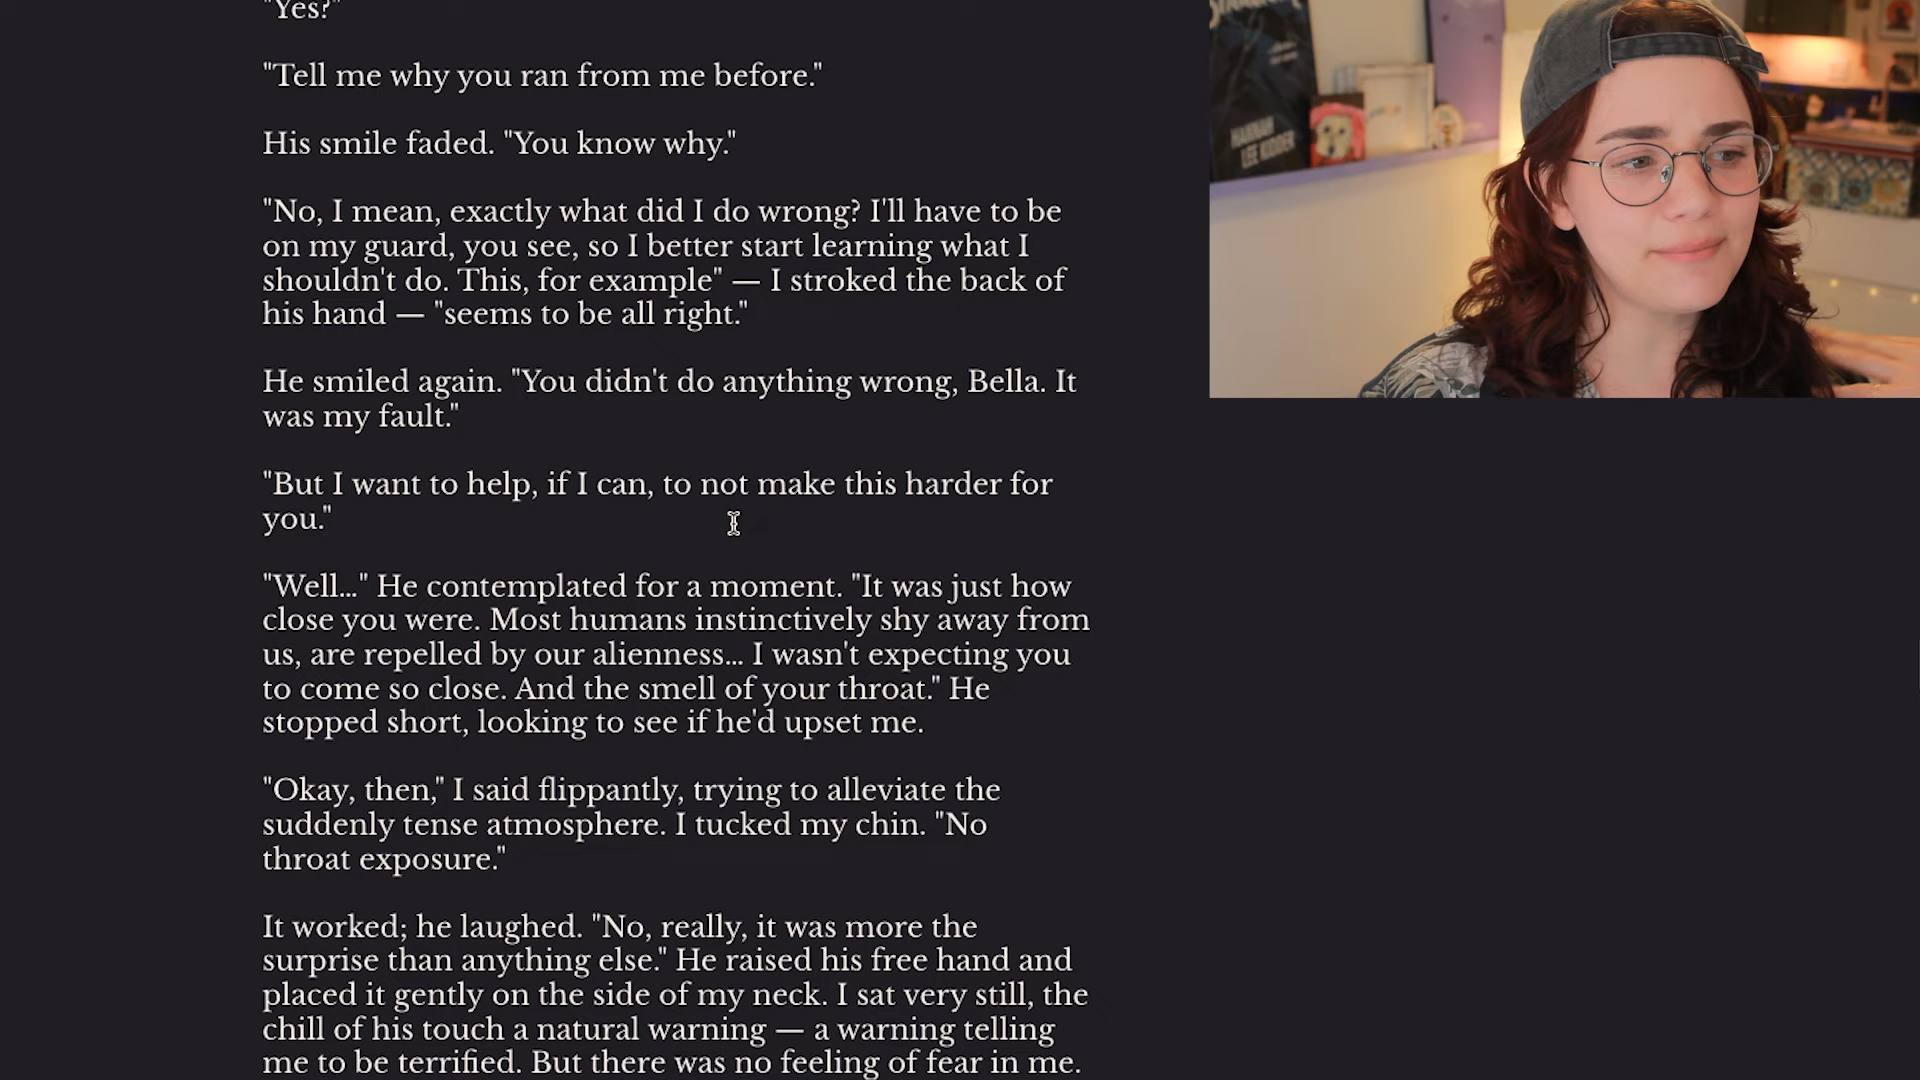 "Yes?"
"Tell me why you ran from me before."
His smile faded. "You know why."
"No, I mean, exactly what did I do wrong? I'll have to be
on my guard, you see, so I better start learning what I
shouldn't do. This, for example" — I stroked the back of
his hand — "seems to be all right."
He smiled again. "You didn't do anything wrong, Bella. It
was my fault."
"But I want to help, if I can, to not make this harder for
you."
"Well…" He contemplated for a moment. "It was just how
close you were. Most humans instinctively shy away from
us, are repelled by our alienness… I wasn't expecting you
to come so close. And the smell of your throat." He
stopped short, looking to see if he'd upset me.
"Okay, then," I said flippantly, trying to alleviate the
suddenly tense atmosphere. I tucked my chin. "No
throat exposure."
It worked; he laughed. "No, really, it was more the
surprise than anything else." He raised his free hand and
placed it gently on the side of my neck. I sat very still, the
chill of his touch a natural warning — a warning telling
me to be terrified. But there was no feeling of fear in me.
HANNAH
LEE KIDDER